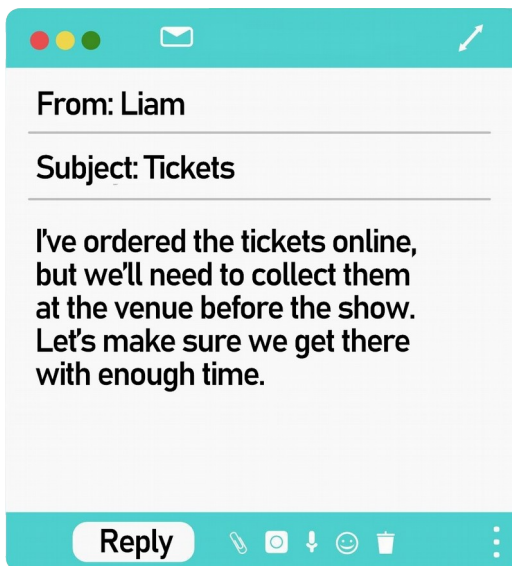 From: Liam
Subject: Tickets
I've ordered the tickets online,
but we'll need to collect them
at the venue before the show.
Let's make sure we get there
with enough time.
Reply